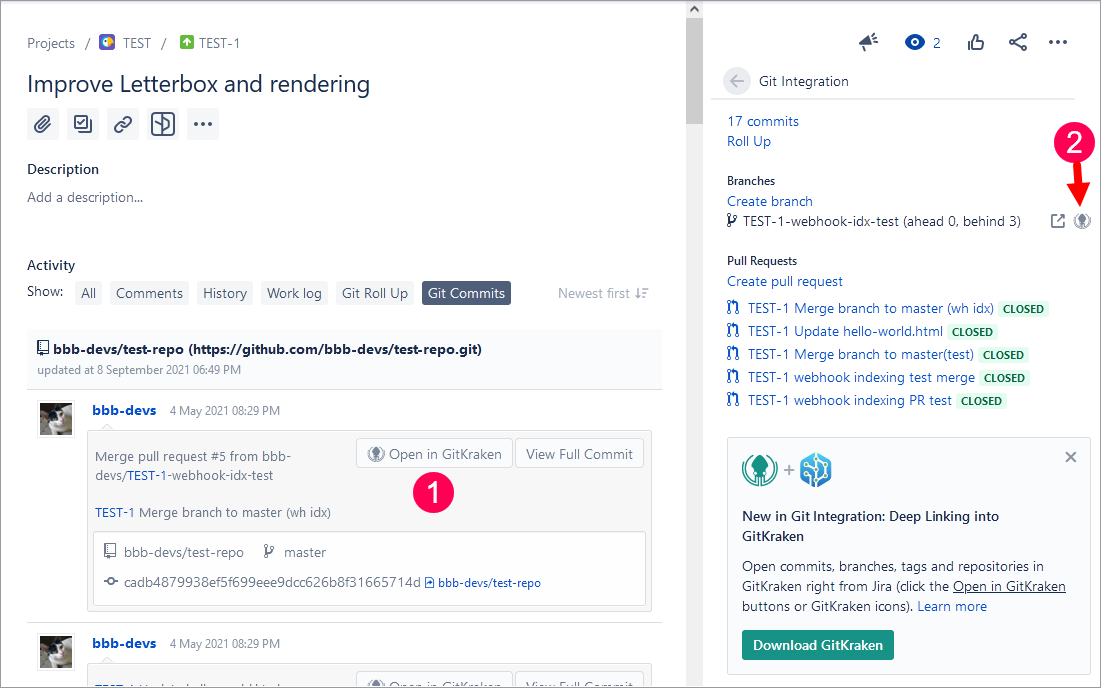 Projects / TEST / TEST-1
Improve Letterbox and rendering
Description
Add a description...
Activity
Show: All Comments History Work log Git Roll Up Git Commits Newest first
bbb-devs/test-repo (https://github.com/bbb-devs/test-repo.git)
updated at 8 September 2021 06:49 PM
bbb-devs 4 May 2021 08:29 PM
Merge pull request #5 from bbb-
devs/TEST-1-webhook-idx-test
Open in GitKraken View Full Commit
1
TEST-1 Merge branch to master (wh idx)
bbb-devs/test-repo master
cadb4879938ef5f699eee9dcc626b8f31665714d bbb-devs/test-repo
bbb-devs 4 May 2021 08:29 PM
Open in GitKraken View Full Commit
2
Git Integration
17 commits
Roll Up
2
Branches
Create branch
TEST-1-webhook-idx-test (ahead 0, behind 3)
Pull Requests
Create pull request
TEST-1 Merge branch to master (wh idx) CLOSED
TEST-1 Update hello-world.html CLOSED
TEST-1 Merge branch to master(test) CLOSED
TEST-1 webhook indexing test merge CLOSED
TEST-1 webhook indexing PR test CLOSED
New in Git Integration: Deep Linking into
GitKraken
Open commits, branches, tags and repositories in
GitKraken right from Jira (click the Open in GitKraken
buttons or GitKraken icons). Learn more
Download GitKraken